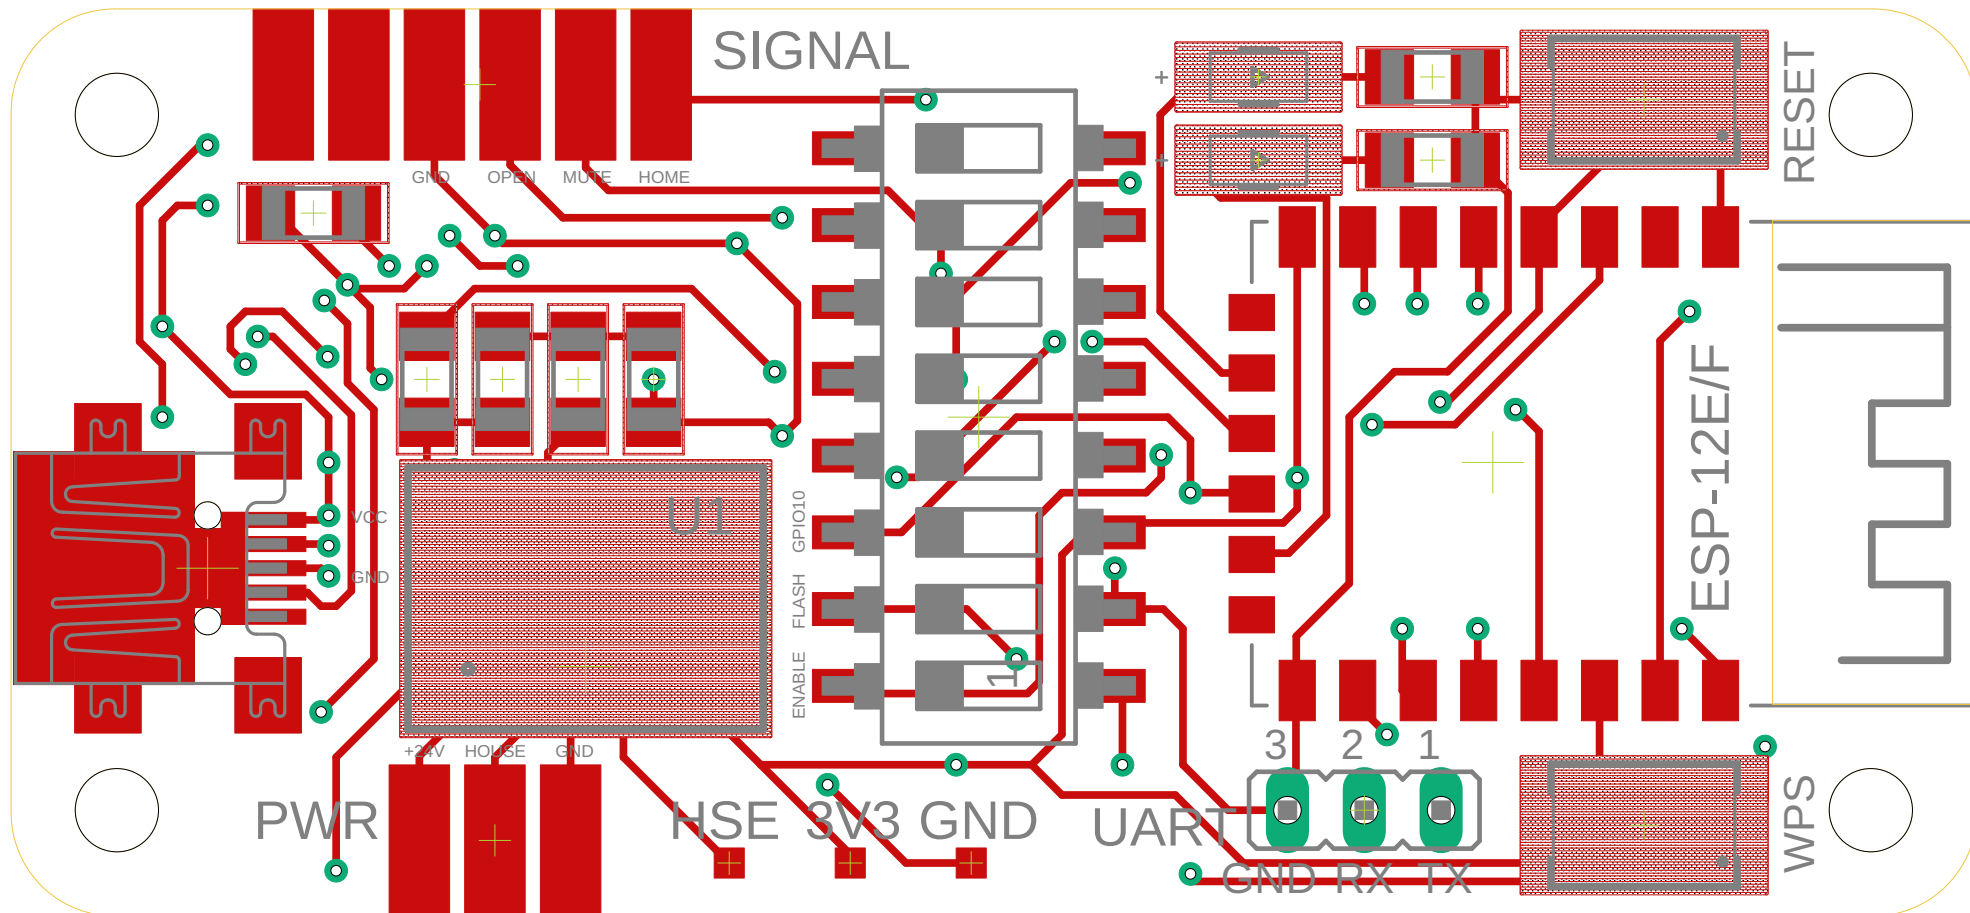 SIGNAL
RESET
+
GND OPEN MUTE HOME
+
ESP-12E/F
U1
VCC
GND
GPIO10
FLASH
ENABLE
1
+24V HOUSE GND
3 2 1
PWR HSE 3V3 GND UART
WPS
GND RX TX